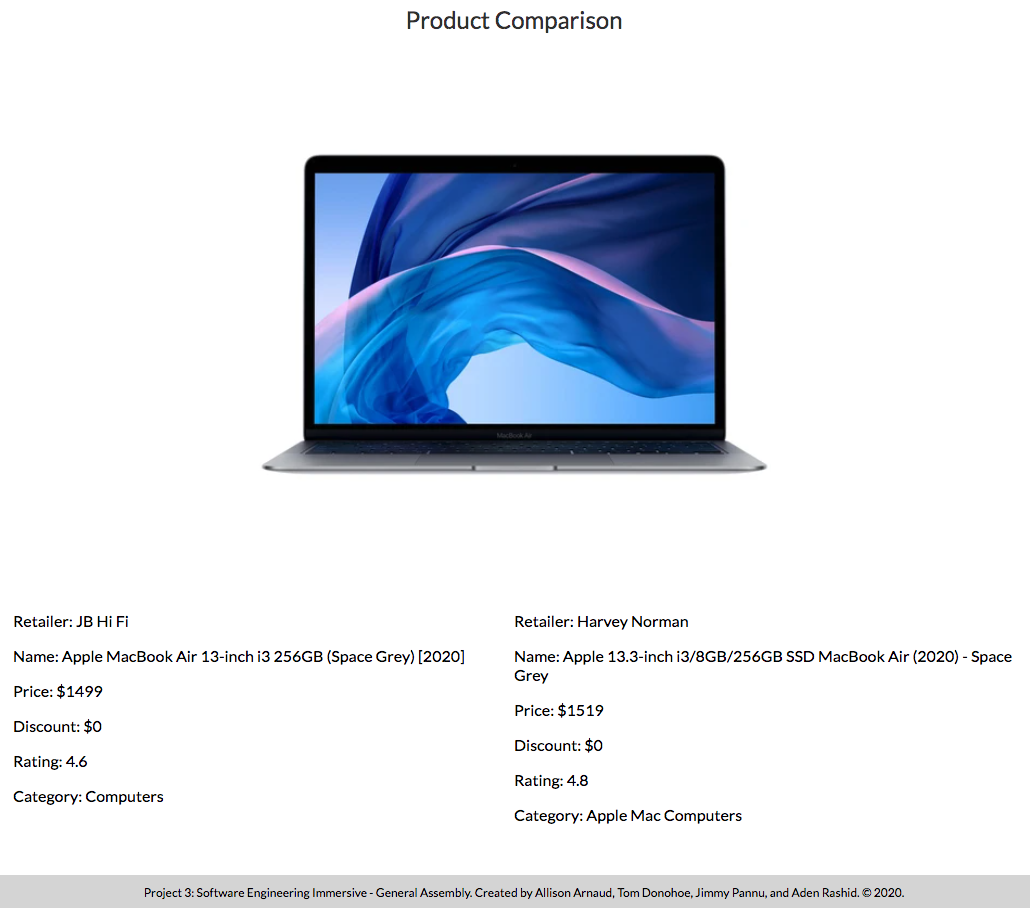 Product Comparison
MacBook Air
Retailer: JB Hi Fi
Name: Apple MacBook Air 13-inch i3 256GB (Space Grey) [2020]
Price: $1499
Discount: $0
Rating: 4.6
Category: Computers
Retailer: Harvey Norman
Name: Apple 13.3-inch i3/8GB/256GB SSD MacBook Air (2020) - Space
Grey
Price: $1519
Discount: $0
Rating: 4.8
Category: Apple Mac Computers
Project 3: Software Engineering Immersive - General Assembly. Created by Allison Arnaud, Tom Donohoe, Jimmy Pannu, and Aden Rashid. © 2020.